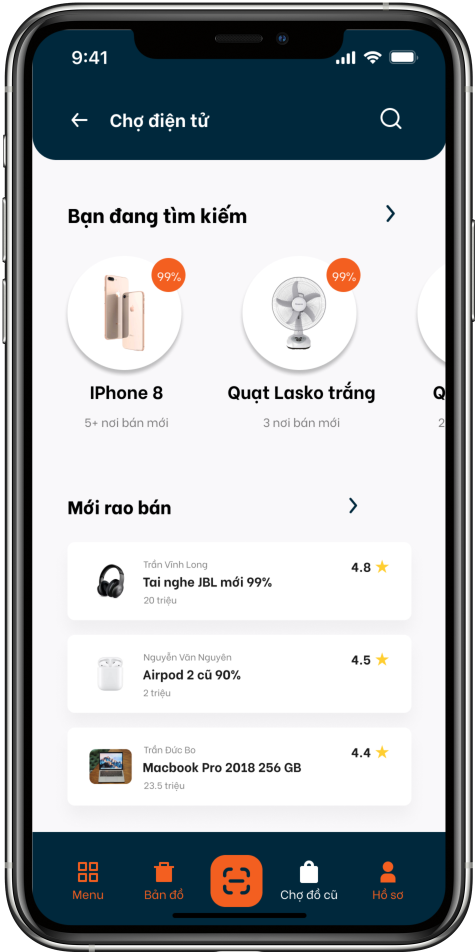 9:41
Chợ điện tử
Bạn đang tìm kiếm
99%
99%
IPhone 8
Quạt Lasko trắng
Q
5+ nơi bán mới
3 nơi bán mới
2
Mới rao bán
Trần Vĩnh Long
4.8
Tai nghe JBL mới 99%
20 triệu
Nguyễn Văn Nguyên
4.5
Airpod 2 cũ 90%
2 triệu
Trần Đức Bo
4.4
Macbook Pro 2018 256 GB
23.5 triệu
Menu
Bản đồ
Chợ đồ cũ
Hồ sơ